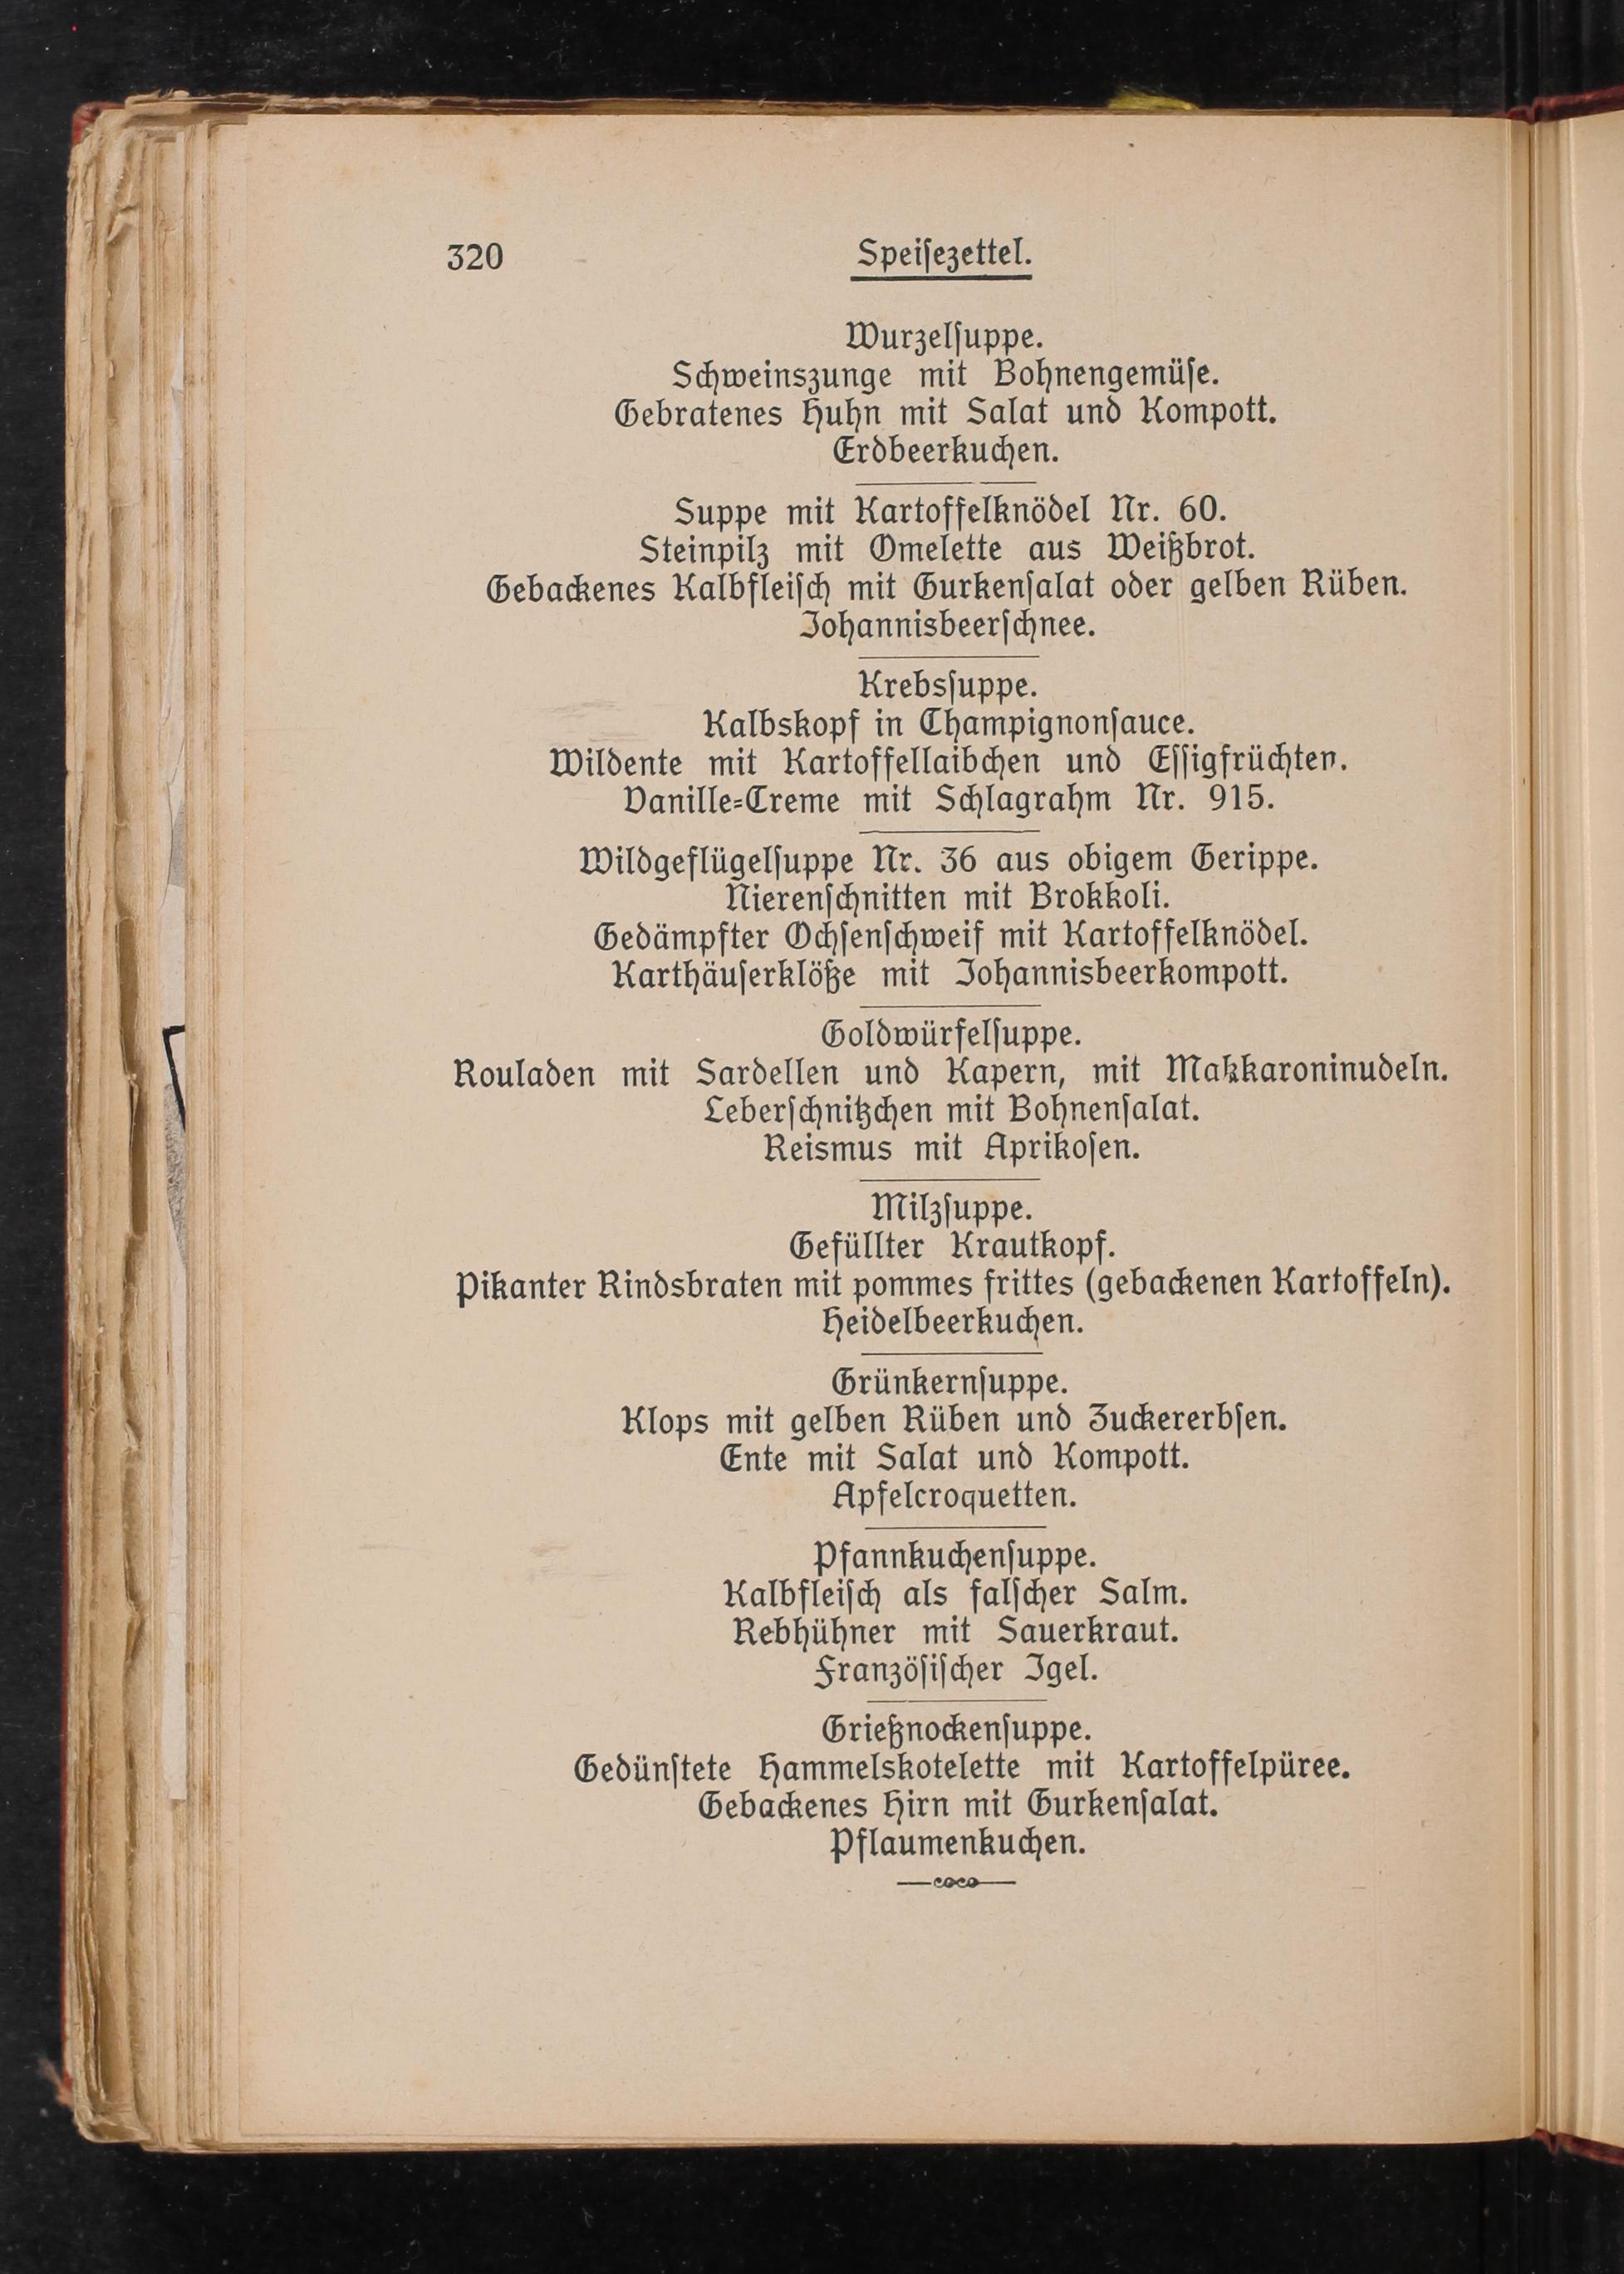 320
Speiſezettel.
Wurzelſuppe.
Schweinszunge mit Bohnengemüſe.
Gebratenes Huhn mit Salat und Kompott.
Erdbeerkuchen.
Suppe mit Kartoffelknödel Nr. 60.
Steinpilz mit Omelette aus Weißbrot.
Gebackenes Kalbfleiſch mit Gurkenſalat oder gelben Rüben.
Johannisbeerſchnee.
Krebsſuppe.
Kalbskopf in Champignonſauce.
Wildente mit Kartoffellaibchen und Eſſigfrüchten.
Vanille-Creme mit Schlagrahm Nr. 915.
Wildgeflügelſuppe Nr. 36 aus obigem Gerippe.
Nierenſchnitten mit Brokkoli.
Gedämpfter Ochſenſchweif mit Kartoffelknödel.
Karthäuſerklöße mit Johannisbeerkompott.
Goldwürfelſuppe.
Rouladen mit Sardellen und Kapern, mit Makkaroninudeln.
Leberſchnitzchen mit Bohnenſalat.
Reismus mit Aprikoſen.
Milzſuppe.
Gefüllter Krautkopf.
Pikanter Rindsbraten mit pommes frittes (gebackenen Kartoffeln).
Heidelbeerkuchen.
Grünkernſuppe.
Klops mit gelben Rüben und Zuckererbſen.
Ente mit Salat und Kompott.
Apfelcroquetten.
Pfannkuchenſuppe.
Kalbfleiſch als falſcher Salm.
Rebhühner mit Sauerkraut.
Franzöſiſcher Igel.
Grießnockenſuppe.
Gedünſtete Hammelskotelette mit Kartoffelpüree.
Gebackenes Hirn mit Gurkenſalat.
Pflaumenkuchen.